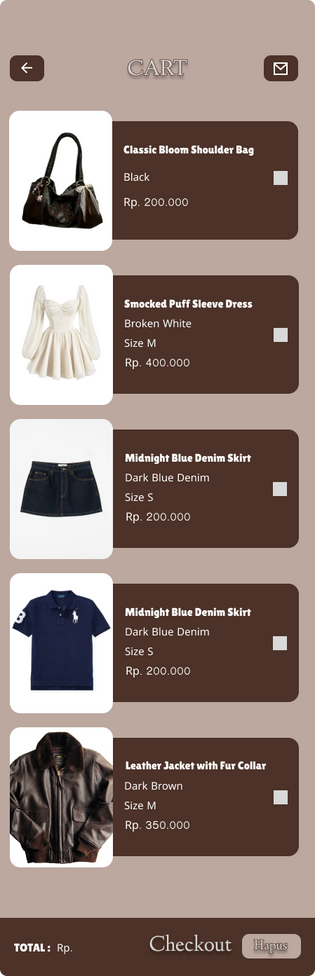 CART
Classic Bloom Shoulder Bag
Black
Rp. 200.000
Smocked Puff Sleeve Dress
Broken White
Size M
Rp. 400.000
Midnight Blue Denim Skirt
Dark Blue Denim
Size S
Rp. 200.000
3
Midnight Blue Denim Skirt
Dark Blue Denim
Size S
Rp. 200.000
Leather Jacket with Fur Collar
Dark Brown
Size M
Rp. 350.000
TOTAL : Rp.
Checkout
Hapus